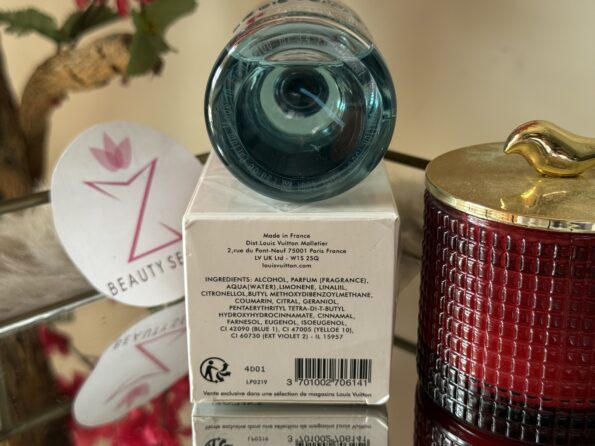 Z
BEAUTY SE
Made in France
Dist.Louis Vuitton Malletier
2,rue du Pont-Neuf 75001 Paris France
LV UK Ltd - W1S 2SQ
louisvuitton.com
INGREDIENTS: ALCOHOL, PARFUM (FRAGRANCE),
AQUA(WATER),LIMONENE, LINALIIL,
CITRONELLOL,BUTYL METHOXYDIBENZOYLMETHANE,
COUMARIN, CITRAL, GERANIOL,
PENTAERYTHRITYL TETRA-DI-T-BUTYL
HYDROXYHYDROCINNAMATE, CINNAMAL,
FARNESOL, EUGENOL, ISOEUGENOL,
CI 42090 (BLUE 1), CI 47005 (YELLOE 10),
CI 60730 (EXT VIOLET 2) - IL 15957
4D01
LP0219
3 701002 706141
Vente exclusive dans une sélection de magasins Louis Vuitton